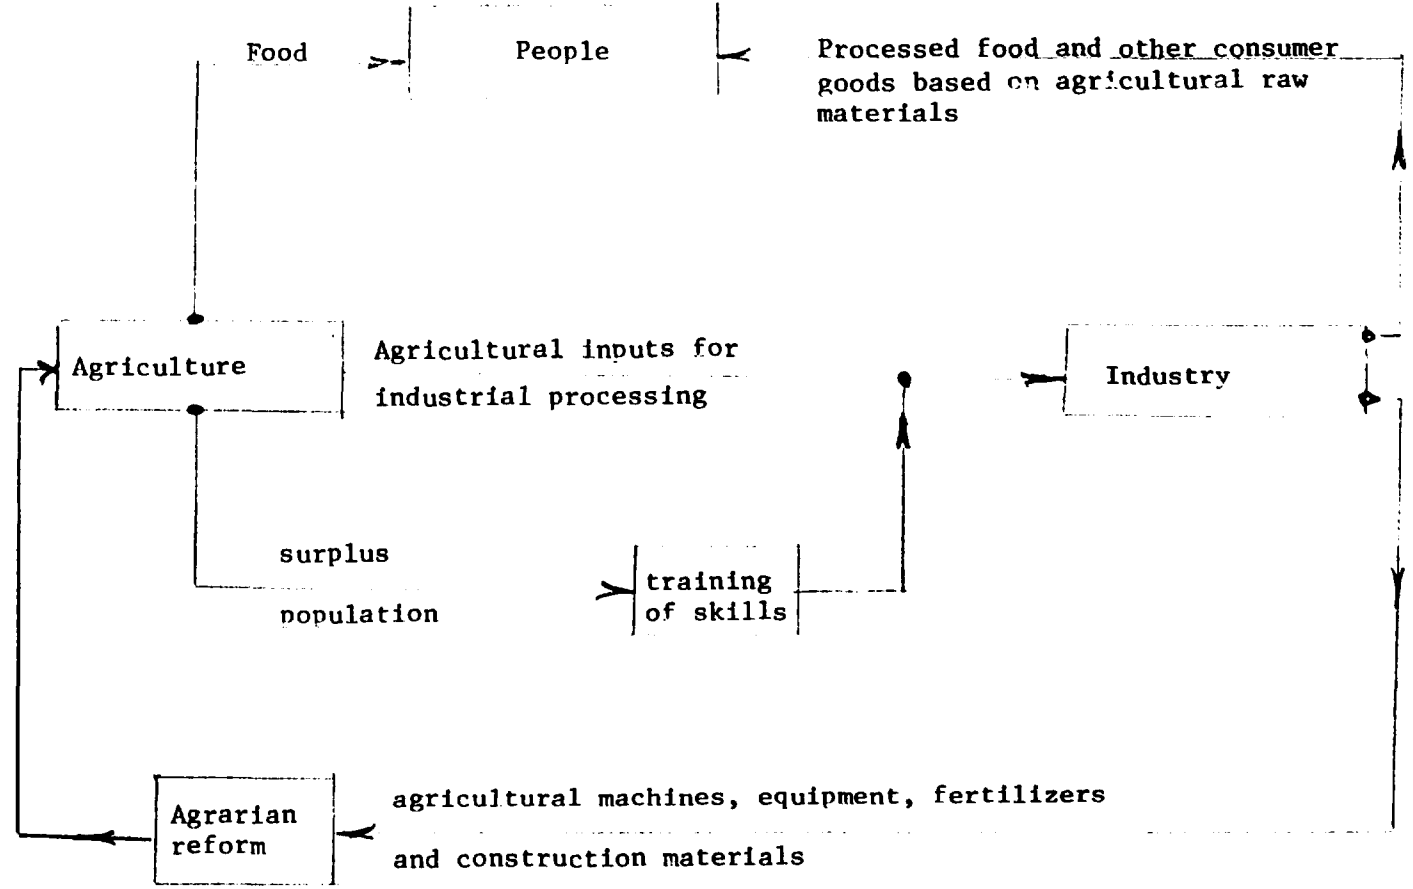 Food
People
Processed food and other consumer
goods based on agricultural raw
materials
Agriculture
Agricultural inputs for
industrial processing
Industry
surplus
population
training
of skills
Agrarian
reform
agricultural machines, equipment, fertilizers
and construction materials